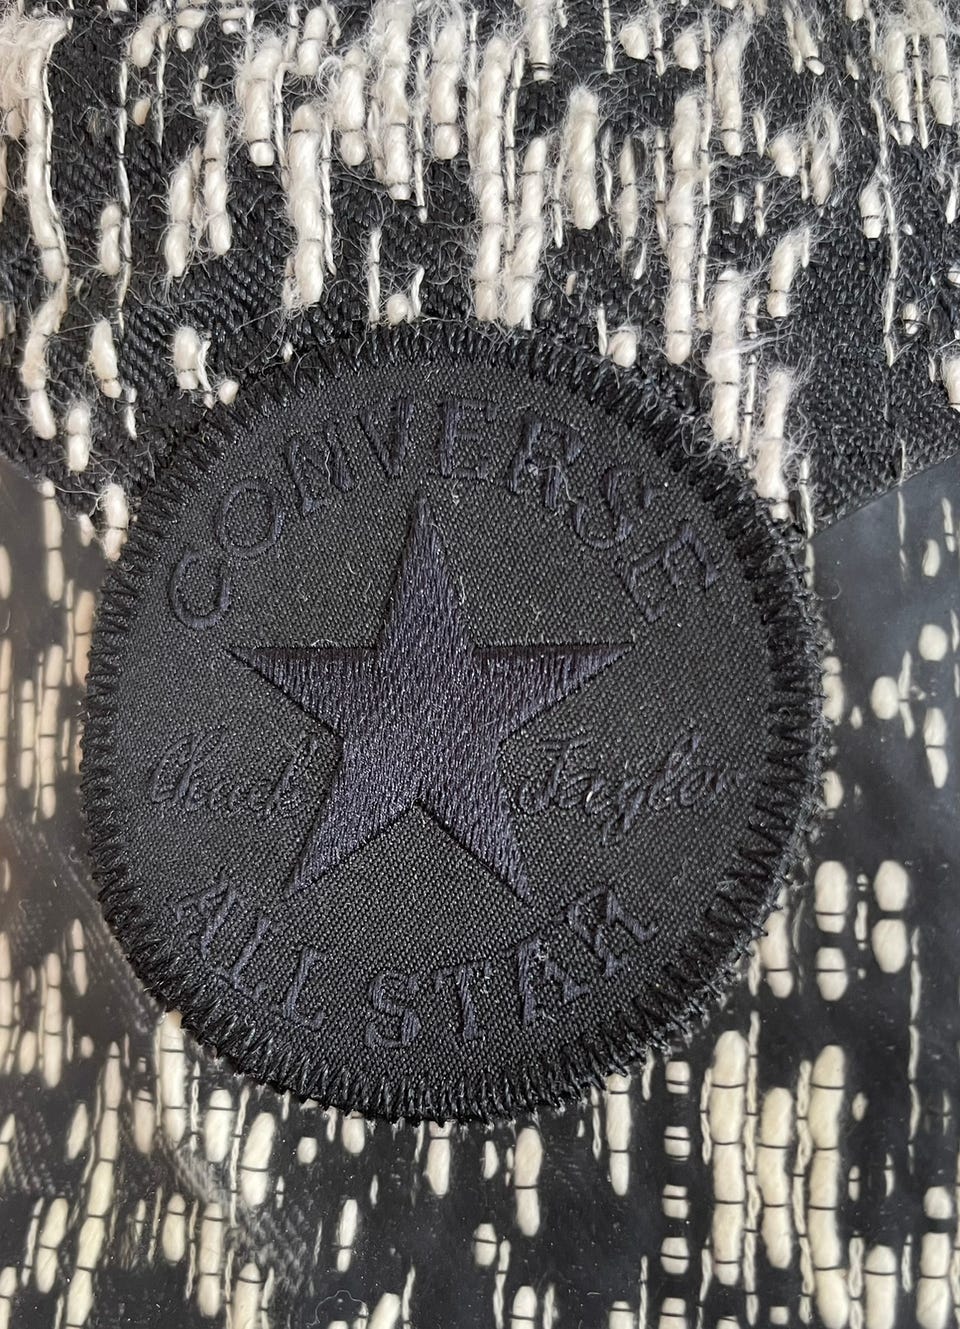 CONVERSE
Chuck Taylor
ALL STAR